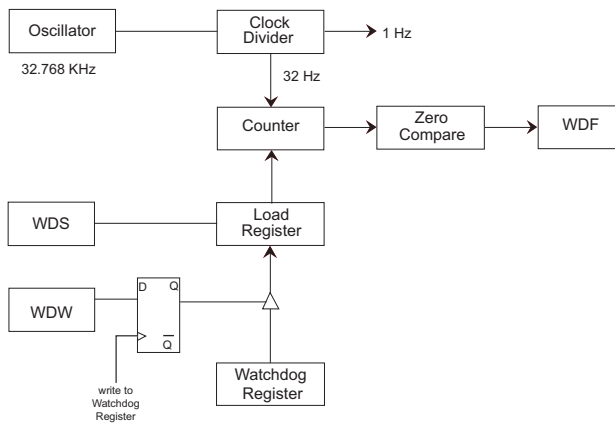 Oscillator
32.768 KHz
Clock
Divider
1 Hz
32 Hz
Counter
Zero
Compare
WDF
WDS
Load
Register
WDW
D
Q
Q
write to
Watchdog
Register
Watchdog
Register